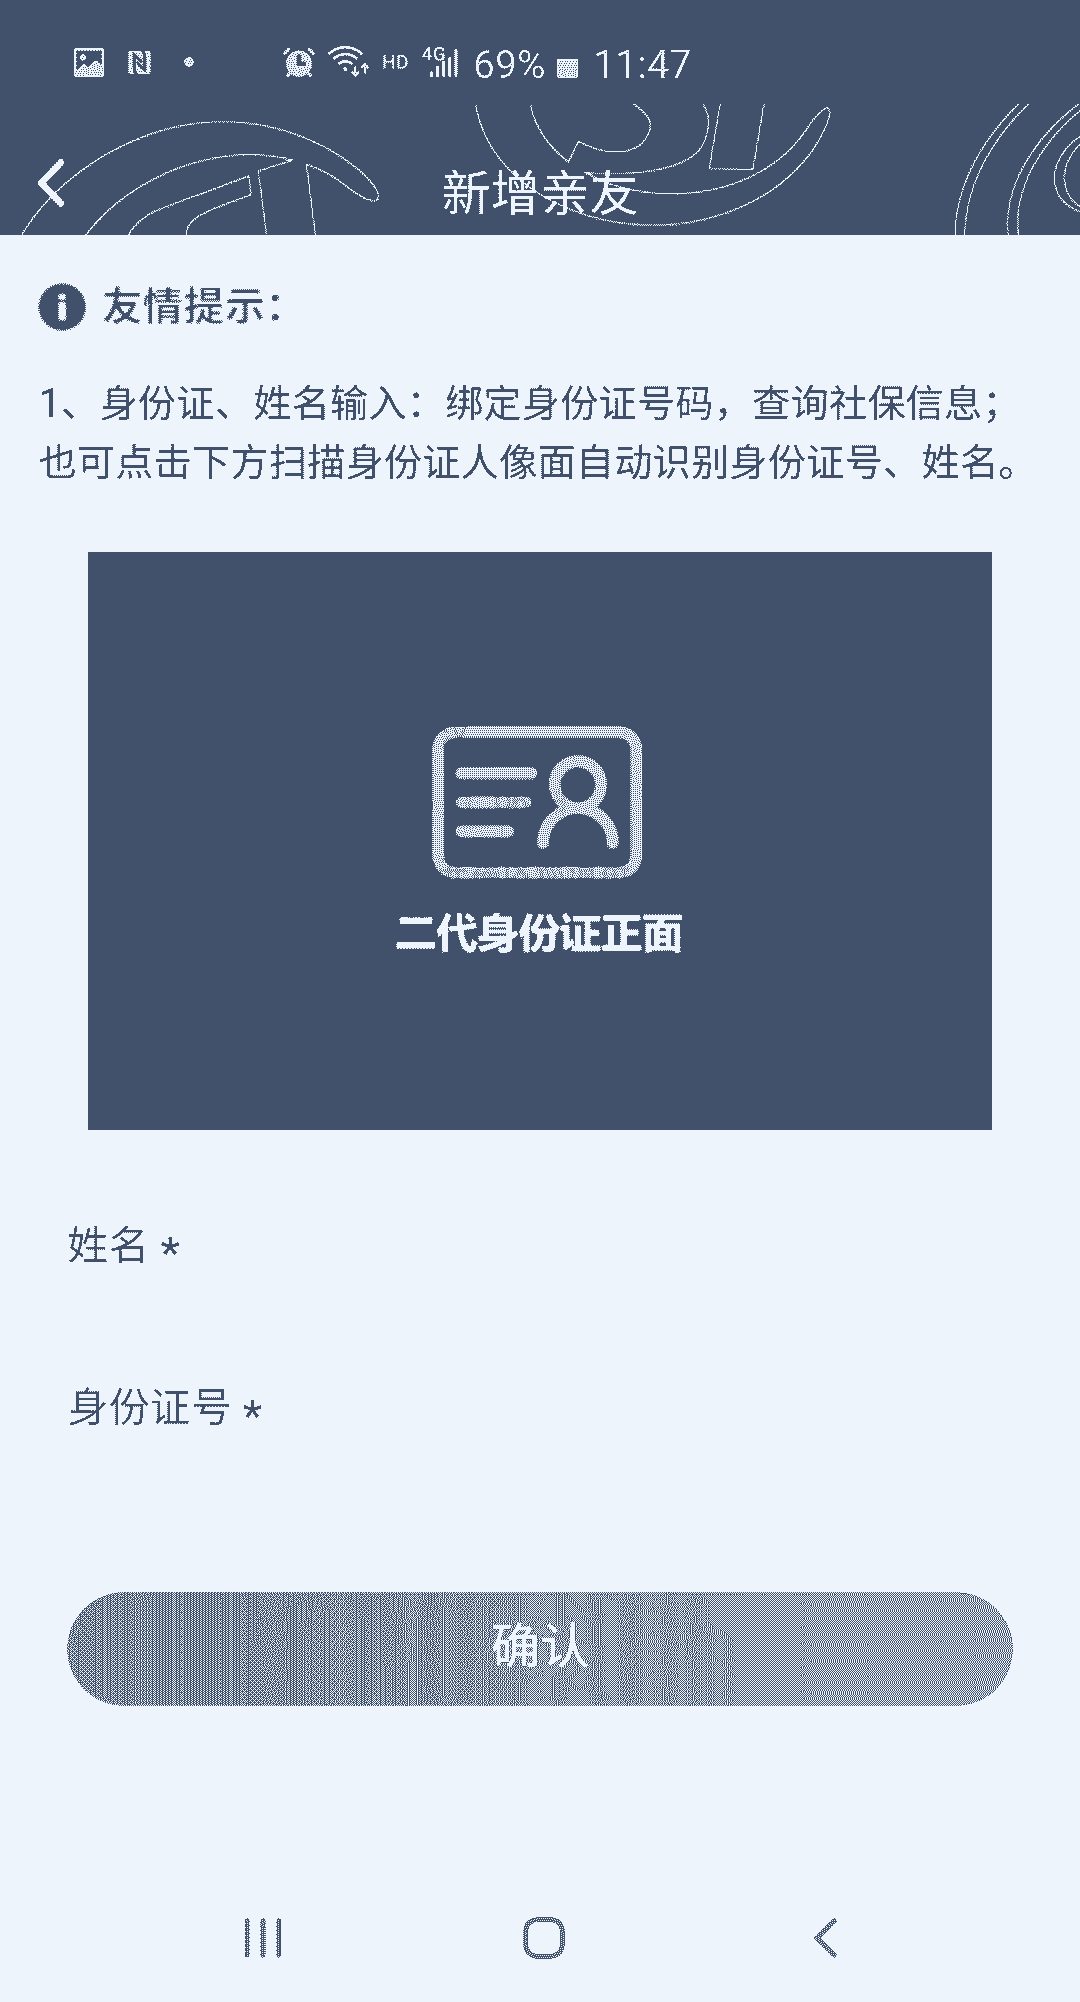 HD 4G 69% 11:47
新增亲友
友情提示：
1、身份证、姓名输入：绑定身份证号码，查询社保信息；
也可点击下方扫描身份证人像面自动识别身份证号、姓名。
二代身份证正面
姓名 *
身份证号 *
确认